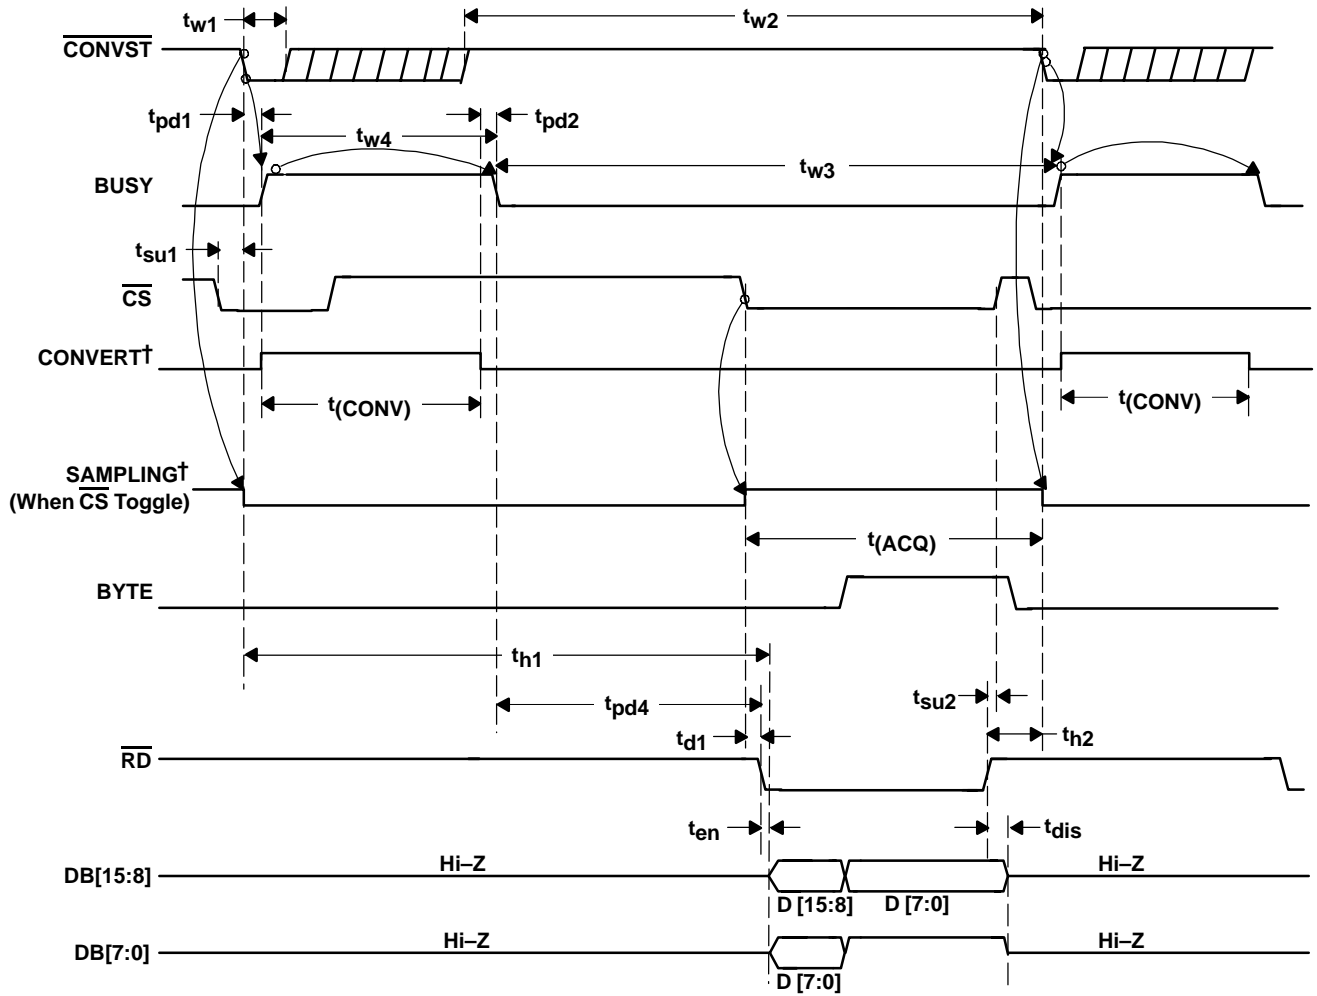 tw1
tw2
CONVST
tpd1
tw4
tpd2
tw3
BUSY
tsu1
CS
CONVERT†
t(CONV)
t(CONV)
SAMPLING†
(When CS Toggle)
t(ACQ)
BYTE
th1
tpd4
tsu2
td1
th2
RD
ten
tdis
DB[15:8]
Hi–Z
Hi–Z
D [15:8]
D [7:0]
DB[7:0]
Hi–Z
Hi–Z
D [7:0]